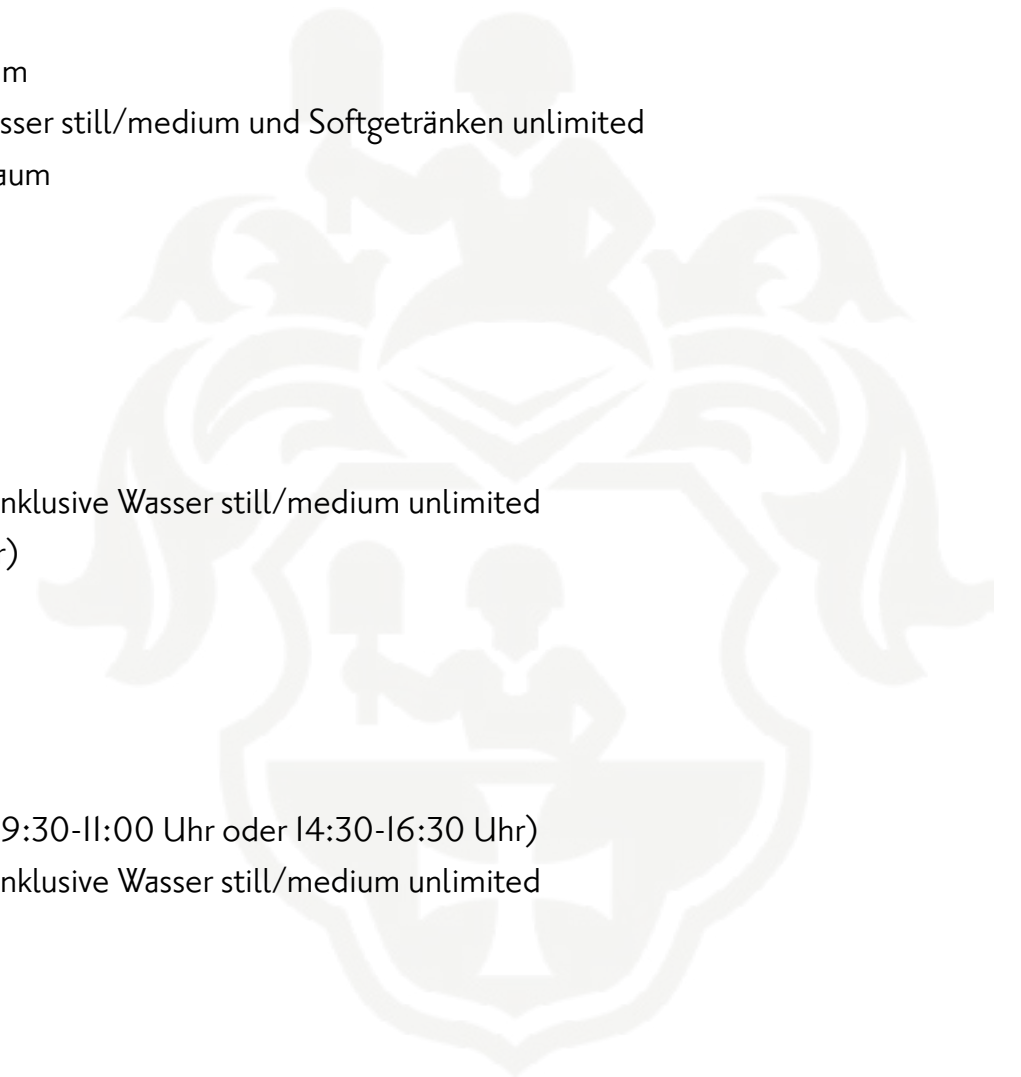 m
sser still/medium und Softgetränken unlimited
aum
nklusive Wasser still/medium unlimited
r)
9:30-11:00 Uhr oder 14:30-16:30 Uhr)
nklusive Wasser still/medium unlimited